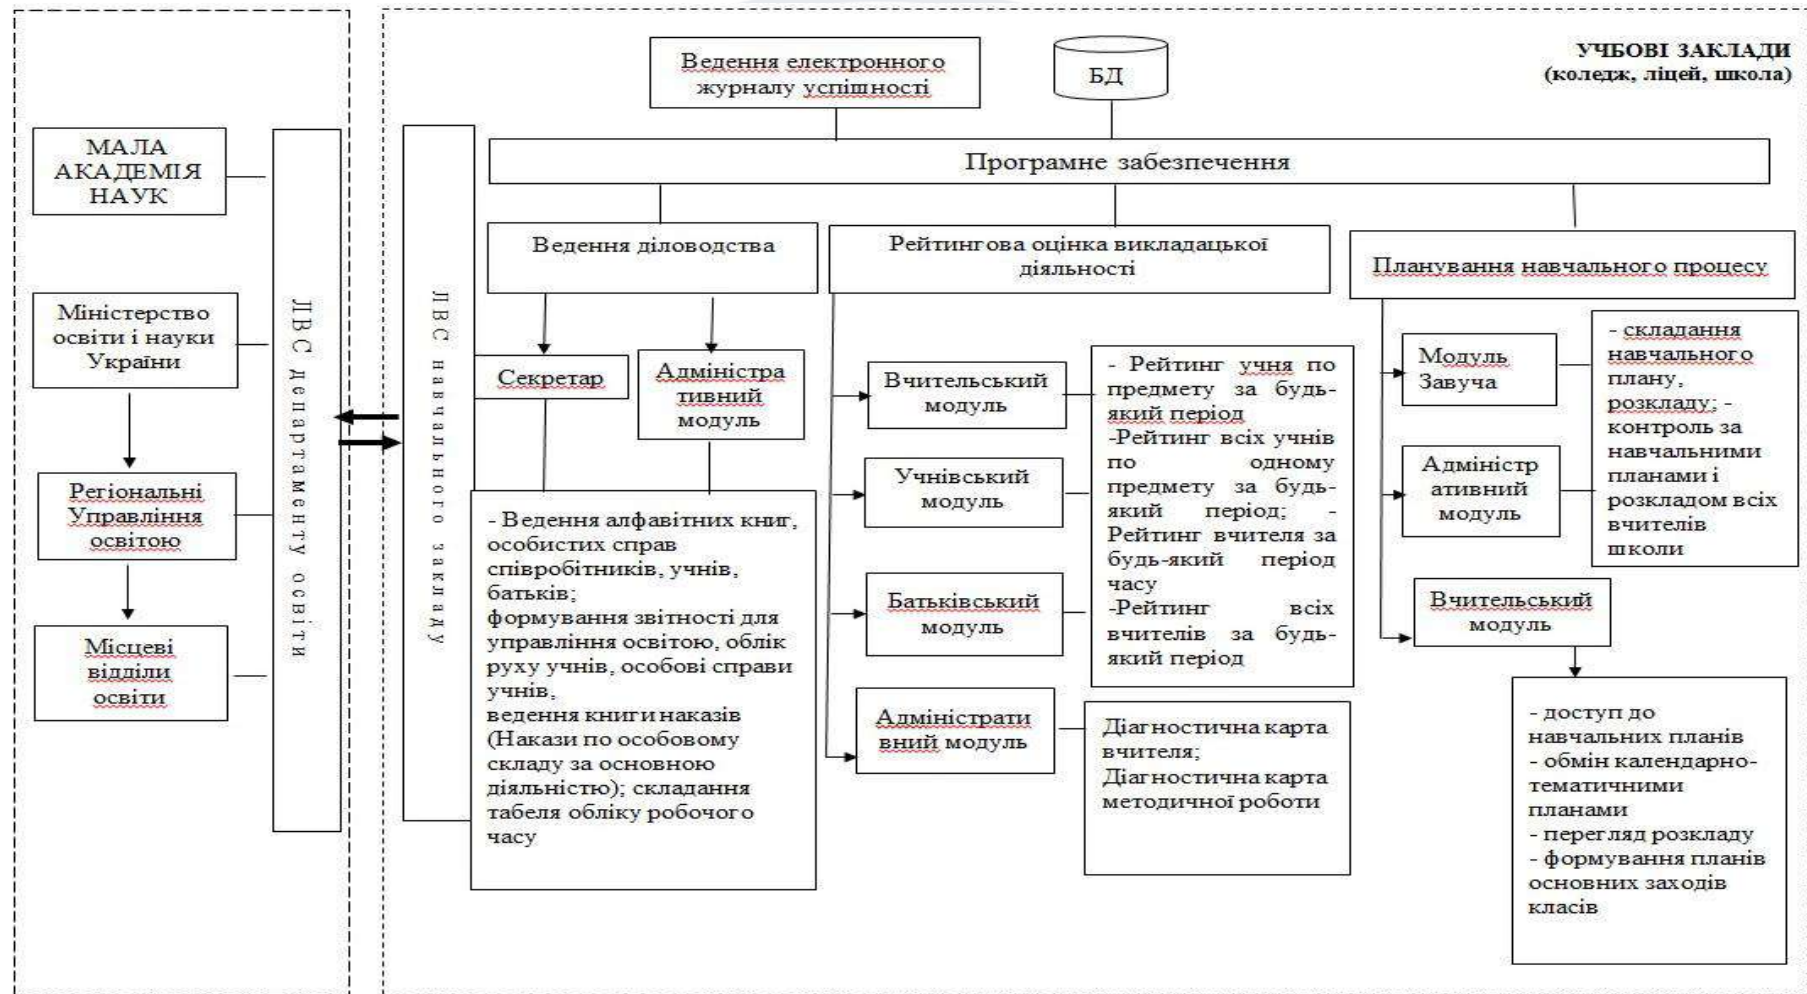 УЧБОВІ ЗАКЛАДИ
(коледж, ліцей, школа)
Ведення електронного
журналу успішності
БД
Програмне забезпечення
МАЛА
АКАДЕМІЯ
НАУК
Міністерство
освіти і науки
України
Регіональні
Управління
освітою
Місцеві
відділи
освіти
ЛВС департаменту освіти
ЛВС навчального закладу
Ведення діловодства
Секретар
Адміністра
тивний
модуль
- Ведення алфавітних книг,
особистих справ
співробітників, учнів,
батьків;
формування звітності для
управління освітою, облік
руху учнів, особові справи
учнів,
ведення книги наказів
(Накази по особовому
складу за основною
діяльністю); складання
табеля обліку робочого
часу
Рейтингова оцінка викладацької
діяльності
Вчительський
модуль
Учнівський
модуль
Батьківський
модуль
Адміністрати
вний модуль
- Рейтинг учня по
предмету за будь-
який період
-Рейтинг всіх учнів
по одному
предмету за будь-
який період; -
Рейтинг вчителя за
будь-який період
часу
-Рейтинг всіх
вчителів за будь-
який період
Діагностична карта
вчителя;
Діагностична карта
методичної роботи
Планування навчального процесу
Модуль
Завуча
Адміністр
ативний
модуль
Вчительський
модуль
- складання
навчального
плану,
розкладу; -
контроль за
навчальними
планами і
розкладом всіх
вчителів
школи
- доступ до
навчальних планів
- обмін календарно-
тематичними
планами
- перегляд розкладу
- формування планів
основних заходів
класів